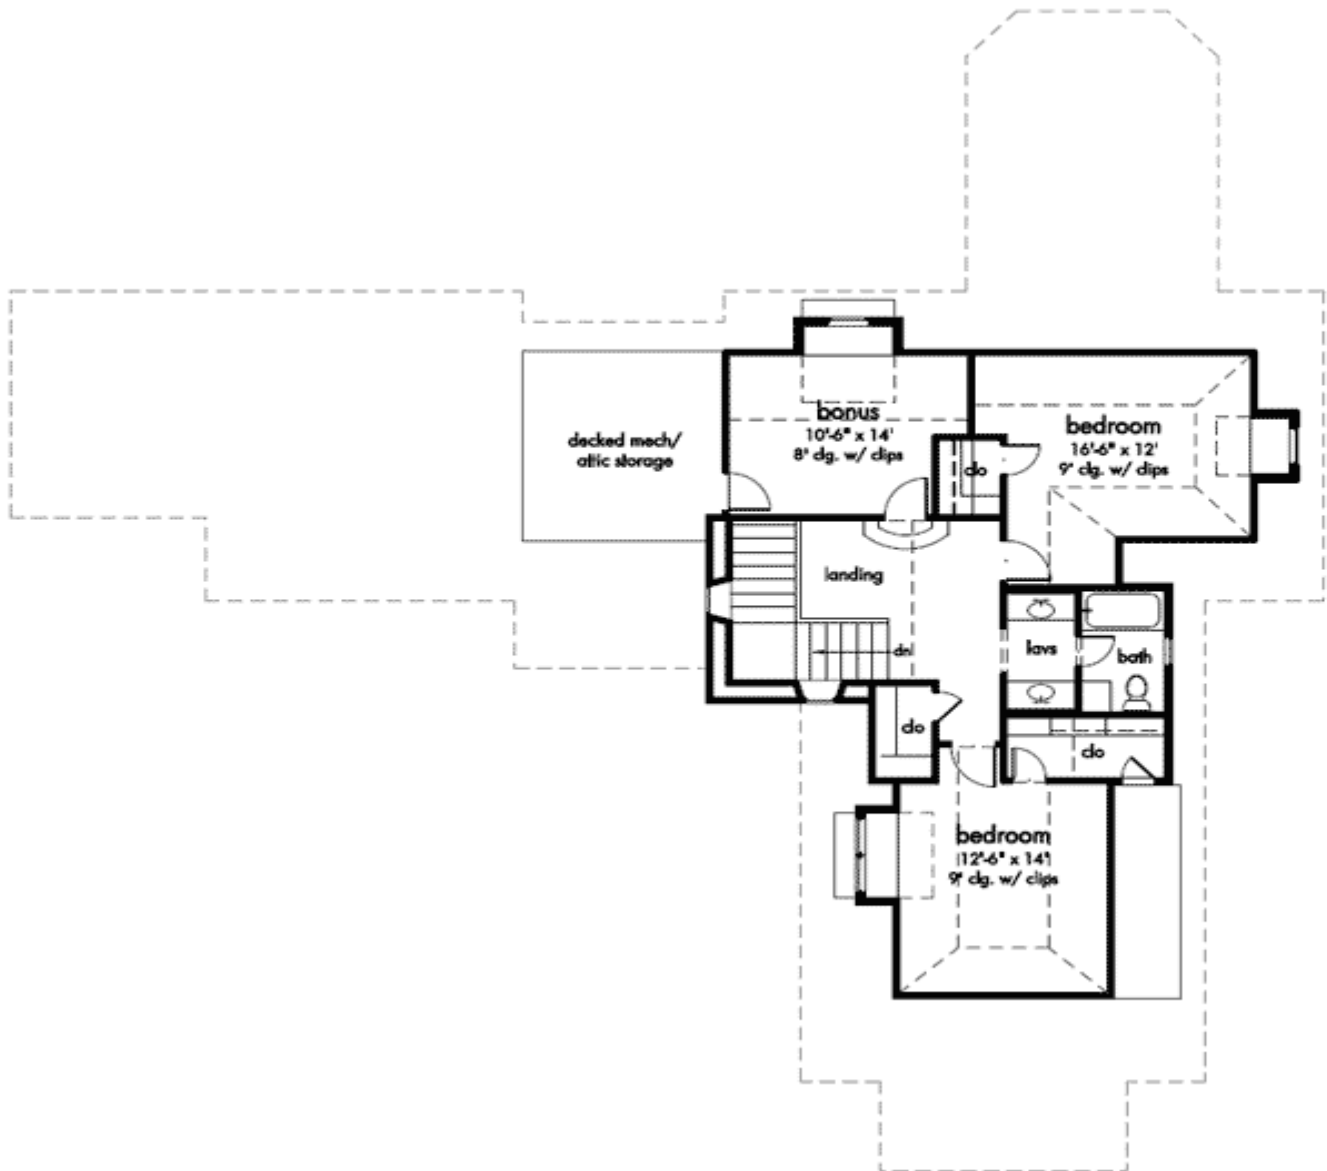 bonus
10'-6" x 14'
8' clg. w/ clips
decked mech/
attic storage
bedroom
16'-6" x 12'
9' clg. w/ clips
clo
landing
dn
lavs
bath
clo
clo
bedroom
12'-6" x 14'
9' clg. w/ clips